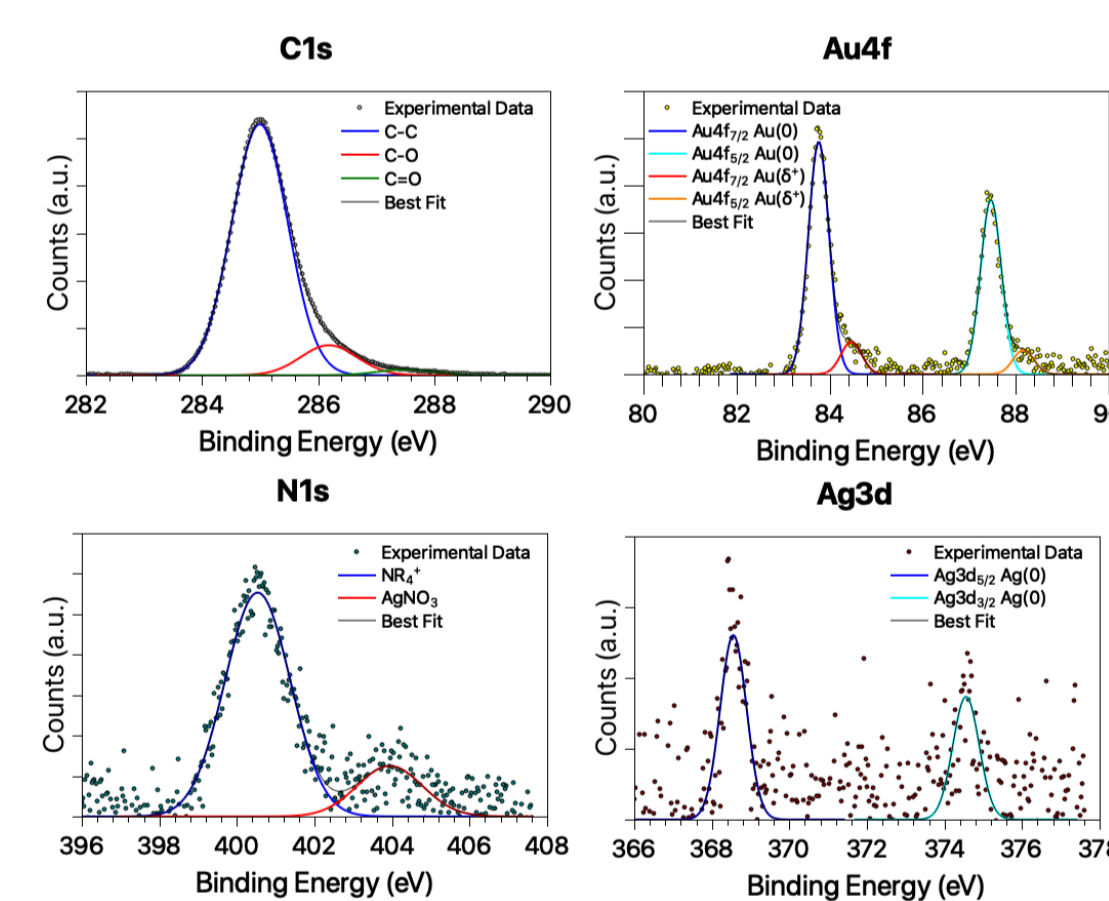 C1s
Counts (a.u.)
Experimental Data
C-C
C-O
C=O
Best Fit
282 284 286 288 290
Binding Energy (eV)
Au4f
Counts (a.u.)
Experimental Data
Au4f7/2 Au(0)
Au4f5/2 Au(0)
Au4f7/2 Au(δ+)
Au4f5/2 Au(δ+)
Best Fit
80 82 84 86 88 9
Binding Energy (eV)
N1s
Counts (a.u.)
Experimental Data
NR4+
AgNO3
Best Fit
396 398 400 402 404 406 408
Binding Energy (eV)
Ag3d
Counts (a.u.)
Experimental Data
Ag3d5/2 Ag(0)
Ag3d3/2 Ag(0)
Best Fit
366 368 370 372 374 376 378
Binding Energy (eV)